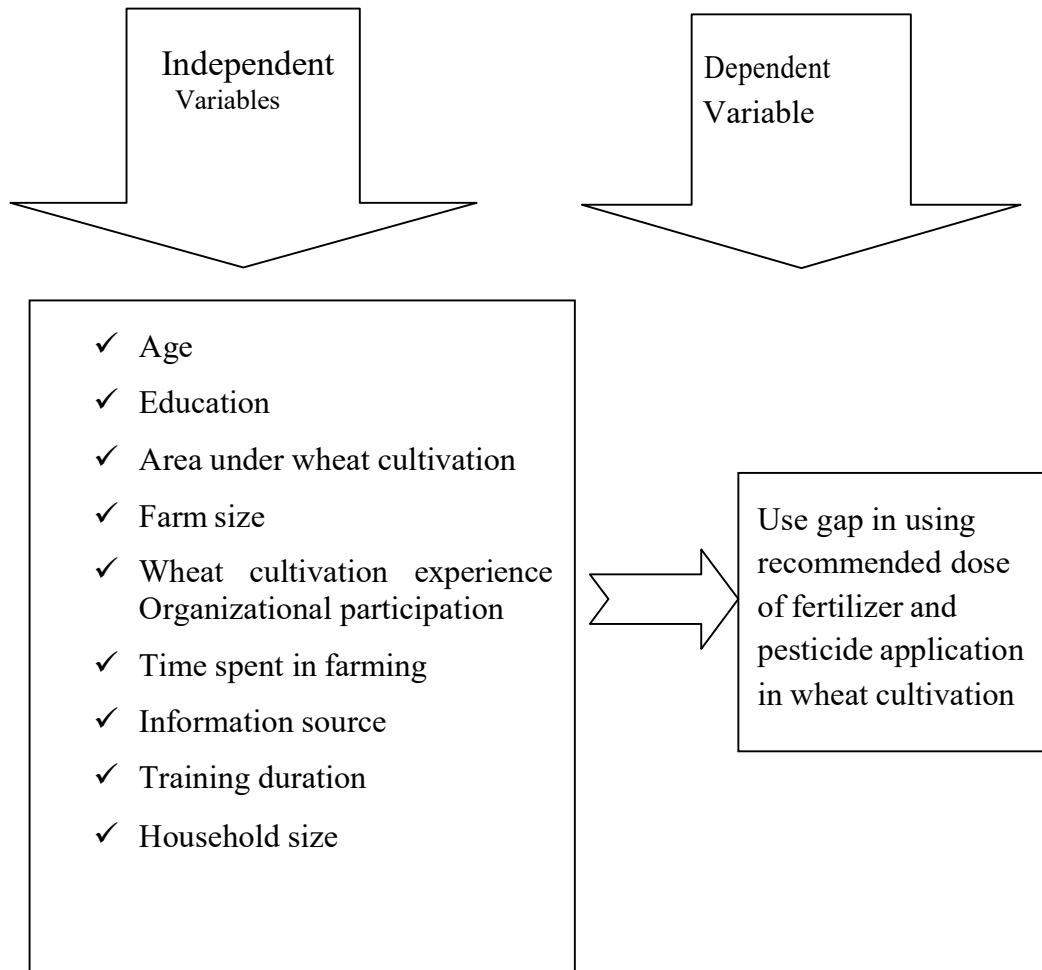 Independent
Variables
Dependent
Variable
✓ Age
✓ Education
✓ Area under wheat cultivation
✓ Farm size
✓ Wheat cultivation experience
Organizational participation
✓ Time spent in farming
✓ Information source
✓ Training duration
✓ Household size
Use gap in using
recommended dose
of fertilizer and
pesticide application
in wheat cultivation